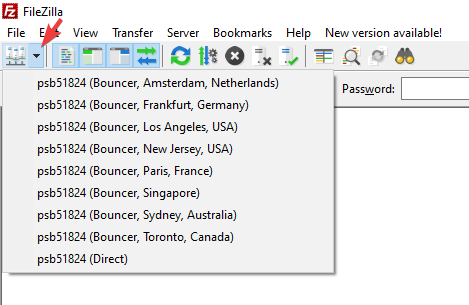 Fz FileZilla
File View Transfer Server Bookmarks Help New version available!
Password:
psb51824 (Bouncer, Amsterdam, Netherlands)
psb51824 (Bouncer, Frankfurt, Germany)
psb51824 (Bouncer, Los Angeles, USA)
psb51824 (Bouncer, New Jersey, USA)
psb51824 (Bouncer, Paris, France)
psb51824 (Bouncer, Singapore)
psb51824 (Bouncer, Sydney, Australia)
psb51824 (Bouncer, Toronto, Canada)
psb51824 (Direct)